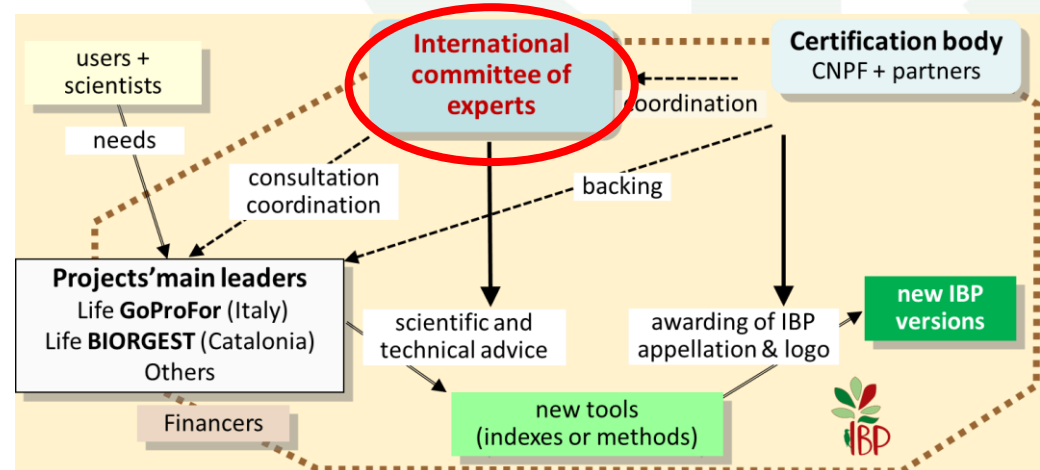 users +
scientists
International
committee of
experts
Certification body
CNPF + partners
coordination
needs
consultation
coordination
backing
Projects'main leaders
Life GoProFor (Italy)
Life BIORGEST (Catalonia)
Others
scientific and
technical advice
awarding of IBP
appellation & logo
new IBP
versions
Financers
new tools
(indexes or methods)
IBP